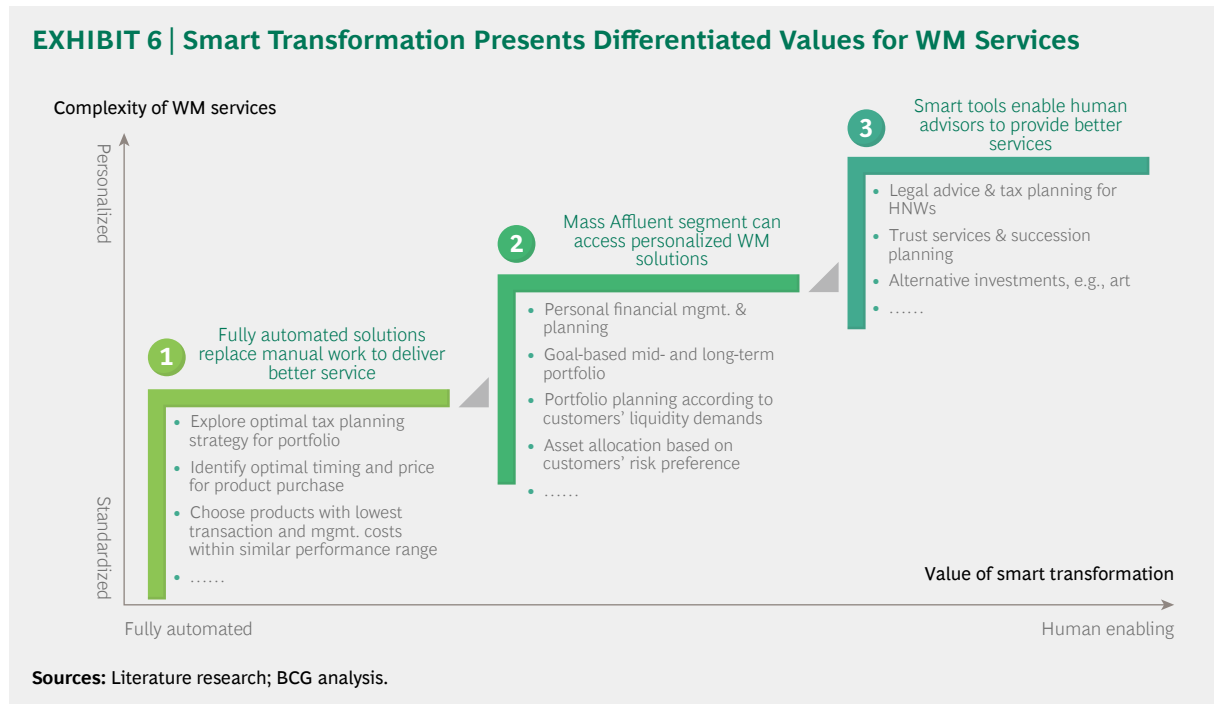 EXHIBIT 6 | Smart Transformation Presents Differentiated Values for WM Services
Complexity of WM services
Personalized
Standardized
1
Fully automated solutions
replace manual work to deliver
better service
• Explore optimal tax planning
strategy for portfolio
• Identify optimal timing and price
for product purchase
• Choose products with lowest
transaction and mgmt. costs
within similar performance range
• ......
2
Mass Affluent segment can
access personalized WM
solutions
• Personal financial mgmt. &
planning
• Goal-based mid- and long-term
portfolio
• Portfolio planning according to
customers’ liquidity demands
• Asset allocation based on
customers’ risk preference
• ......
3
Smart tools enable human
advisors to provide better
services
• Legal advice & tax planning for
HNWs
• Trust services & succession
planning
• Alternative investments, e.g., art
• ......
Value of smart transformation
Fully automated
Human enabling
Sources: Literature research; BCG analysis.